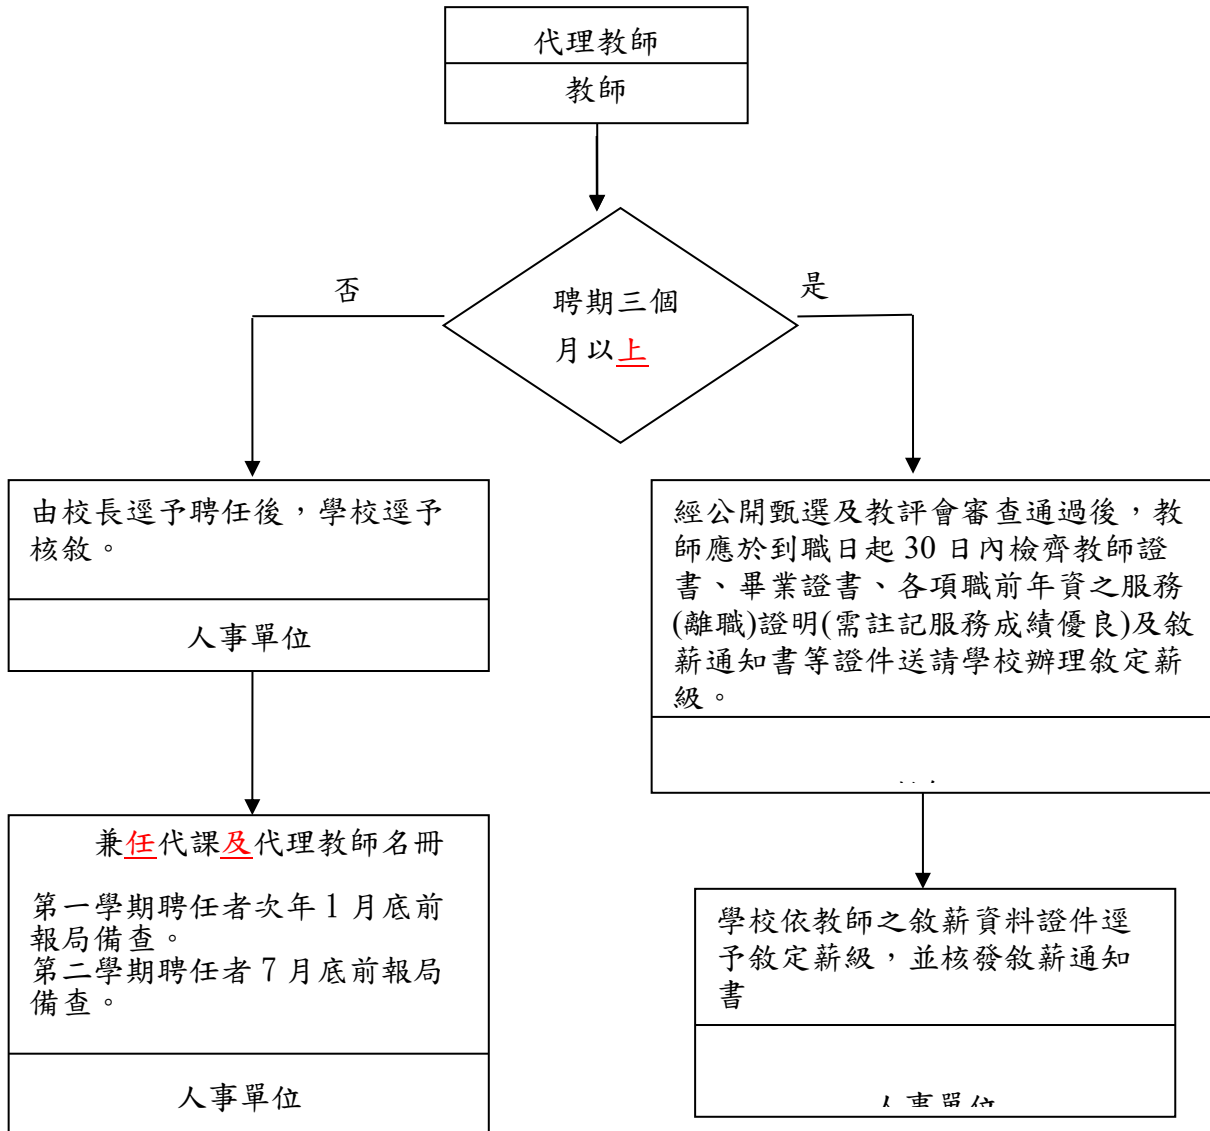 代理教師
教師
否
是
聘期三個
月以上
由校長逕予聘任後，學校逕予
核敘。
人事單位
經公開甄選及教評會審查通過後，教
師應於到職日起 30 日內檢齊教師證
書、畢業證書、各項職前年資之服務
(離職)證明(需註記服務成績優良)及敘
薪通知書等證件送請學校辦理敘定薪
級。
兼任代課及代理教師名冊
第一學期聘任者次年 1 月底前
報局備查。
第二學期聘任者 7 月底前報局
備查。
人事單位
學校依教師之敘薪資料證件逕
予敘定薪級，並核發敘薪通知
書
人事單位